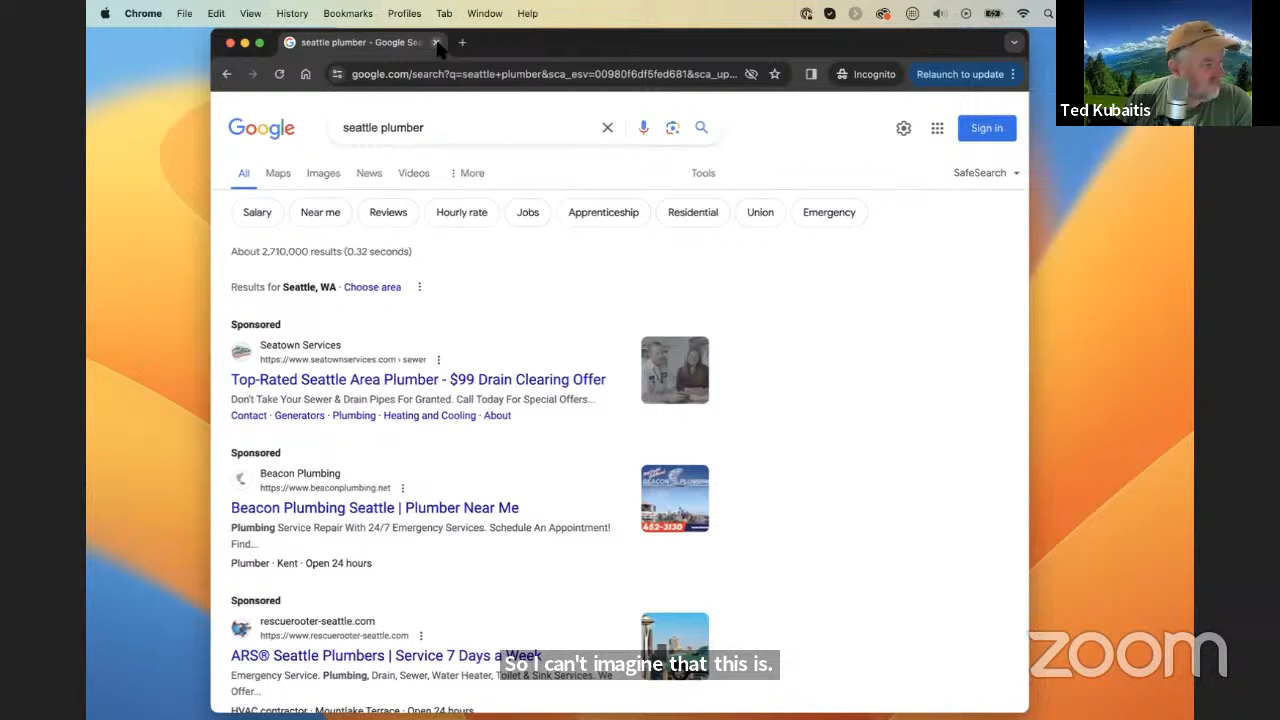 Chrome File Edit View History Bookmarks Profiles Tab Window Help
seattle plumber - Google Sea
google.com/search?q=seattle+plumber&sca_esv=00980f6df5fed681&sca_up... Incognito Relaunch to update
Ted Kubaitis
Google seattle plumber Sign in
All Maps Images News Videos More Tools SafeSearch
Salary Near me Reviews Hourly rate Jobs Apprenticeship Residential Union Emergency
About 2,710,000 results (0.32 seconds)
Results for Seattle, WA · Choose area
Sponsored
Seatown Services
https://www.seatownservices.com › sewer
Top-Rated Seattle Area Plumber - $99 Drain Clearing Offer
Don't Take Your Sewer & Drain Pipes For Granted. Call Today For Special Offers...
Contact · Generators · Plumbing · Heating and Cooling · About
Sponsored
Beacon Plumbing
https://www.beaconplumbing.net
Beacon Plumbing Seattle | Plumber Near Me
Plumbing Service Repair With 24/7 Emergency Services. Schedule An Appointment!
Find...
Plumber · Kent · Open 24 hours
BEACON PLUMBING
452-3130
Sponsored
rescuerooter-seattle.com
https://www.rescuerooter-seattle.com
ARS® Seattle Plumbers | Service 7 Days a Week
So I can't imagine that this is.
Emergency Service. Plumbing, Drain, Sewer, Water Heater, Toilet & Sink Services. We
Offer...
HVAC contractor · Mountlake Terrace · Open 24 hours
zoom